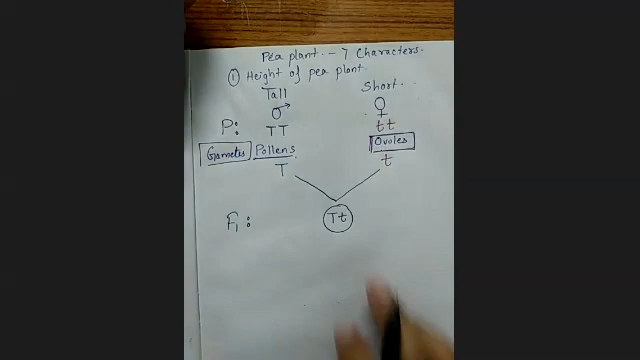 Pea plant. - 7 Characters.
① Height of pea plant
Tall Short..
♂ ♀
P: TT tt
Gametes Pollens Ovules
T t
F₁: Tt